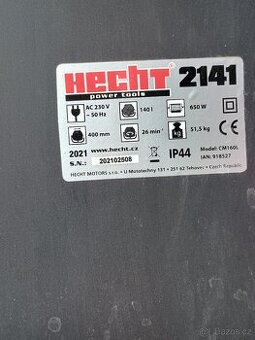 HECHT 2141
power tools
AC 230 V
~ 50 Hz
140 l
650 W
400 mm
26 min⁻¹
51,5 kg
2021 www.hecht.cz
S.N.: 202102508
IP44
Model: CM160L
IAN: 918527
HECHT MOTORS s.r.o. • U Mototechny 131 • 251 62 Tehovec • Czech Republic
Bazos.cz